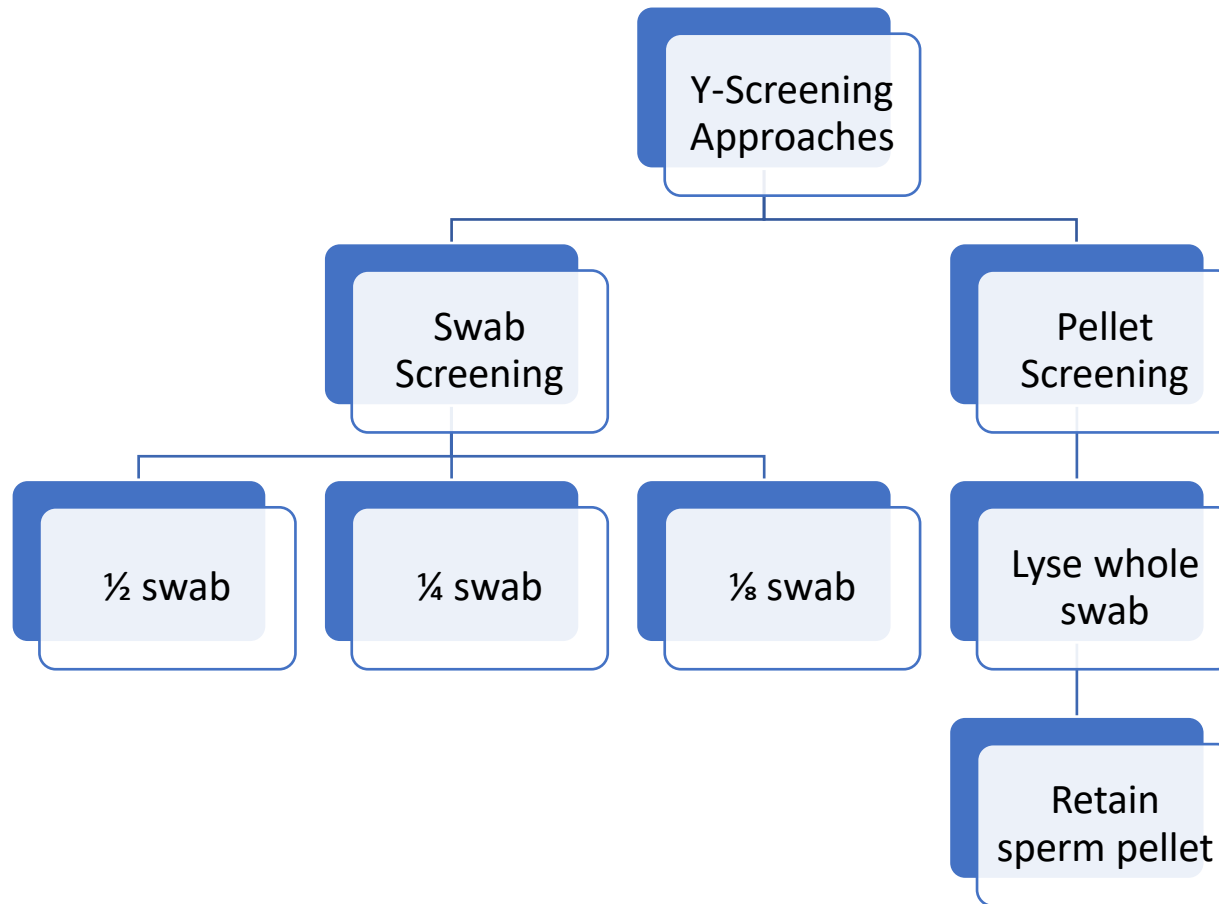 Y-Screening
Approaches
Swab
Screening
Pellet
Screening
½ swab
¼ swab
⅛ swab
Lyse whole
swab
Retain
sperm pellet